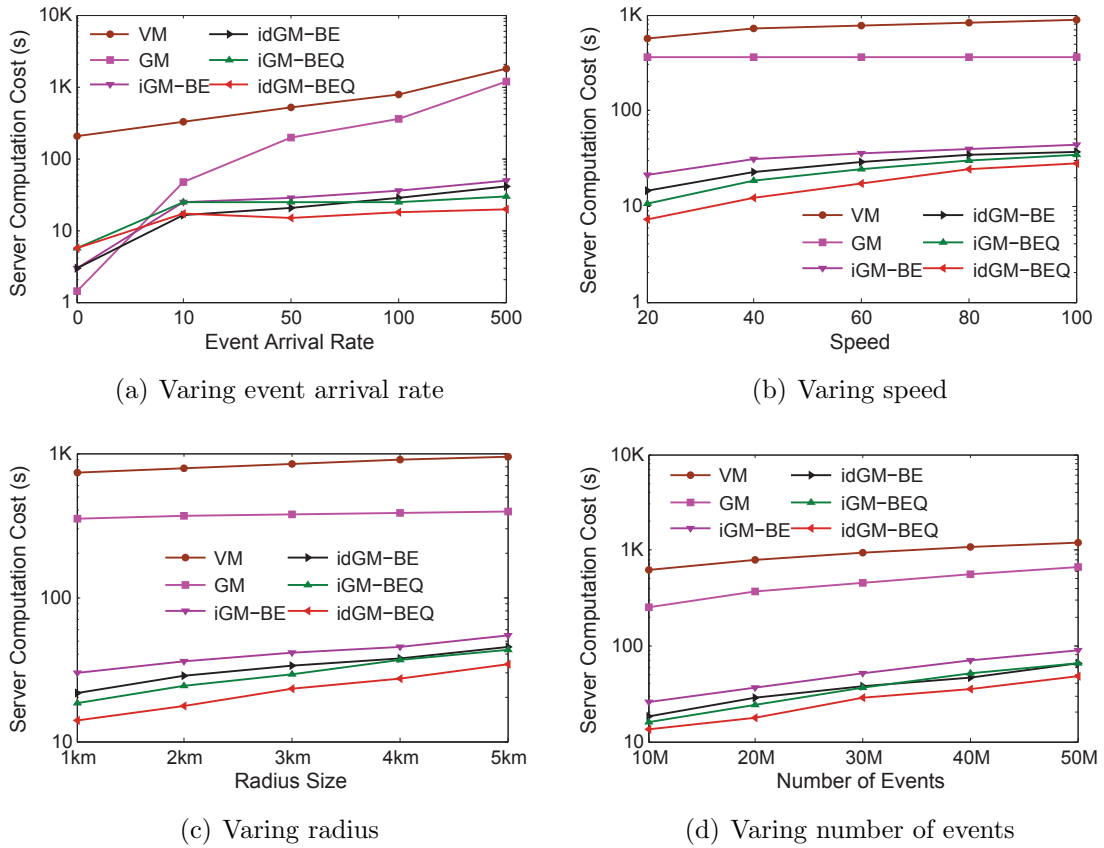 10K
1K
100
10
1
Server Computation Cost (s)
VM
GM
iGM−BE
idGM−BE
iGM−BEQ
idGM−BEQ
0 10 50 100 500
Event Arrival Rate
(a) Varing event arrival rate
1K
100
10
1
Server Computation Cost (s)
VM
GM
iGM−BE
idGM−BE
iGM−BEQ
idGM−BEQ
20 40 60 80 100
Speed
(b) Varing speed
1K
100
10
Server Computation Cost (s)
VM
GM
iGM−BE
idGM−BE
iGM−BEQ
idGM−BEQ
1km 2km 3km 4km 5km
Radius Size
(c) Varing radius
10K
1K
100
10
Server Computation Cost (s)
VM
GM
iGM−BE
idGM−BE
iGM−BEQ
idGM−BEQ
10M 20M 30M 40M 50M
Number of Events
(d) Varing number of events